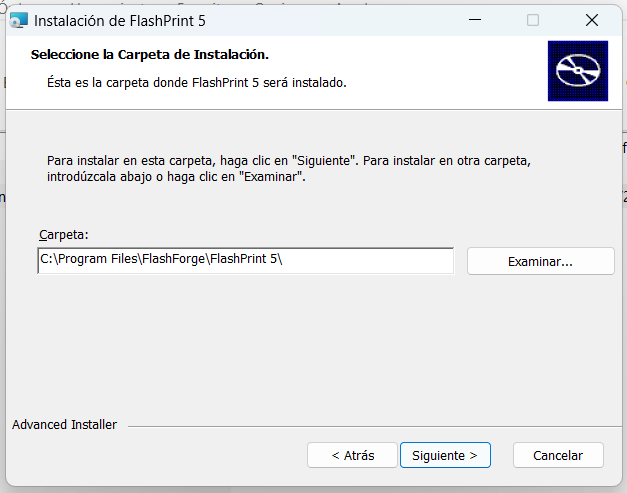 Instalación de FlashPrint 5
Seleccione la Carpeta de Instalación.
Ésta es la carpeta donde FlashPrint 5 será instalado.
Para instalar en esta carpeta, haga clic en "Siguiente". Para instalar en otra carpeta,
introdúzcala abajo o haga clic en "Examinar".
Carpeta:
C:\Program Files\FlashForge\FlashPrint 5\
Examinar...
Advanced Installer
< Atrás
Siguiente >
Cancelar